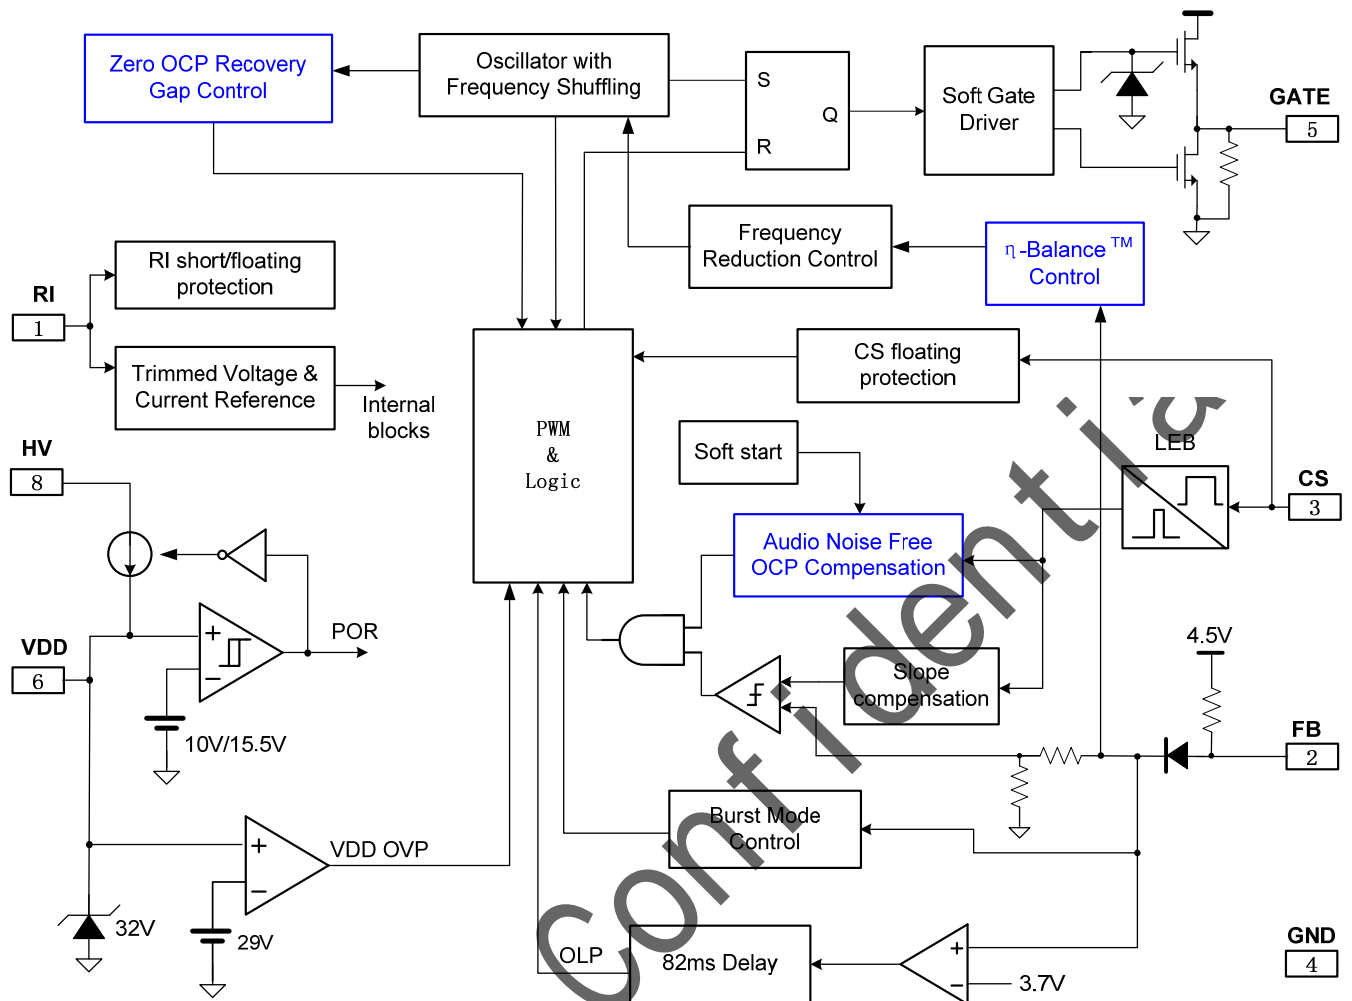 Zero OCP Recovery
Gap Control
Oscillator with
Frequency Shuffling
S
R
Q
Soft Gate
Driver
GATE
5
RI short/floating
protection
RI
1
Trimmed Voltage &
Current Reference
Internal
blocks
Frequency
Reduction Control
η-Balance™
Control
CS floating
protection
PWM
&
Logic
Soft start
LEB
CS
3
HV
8
Audio Noise Free
OCP Compensation
VDD
6
+
−
POR
10V/15.5V
Slope
compensation
4.5V
FB
2
Burst Mode
Control
+
−
VDD OVP
32V
29V
OLP
82ms Delay
+
−
3.7V
GND
4
Confidentia